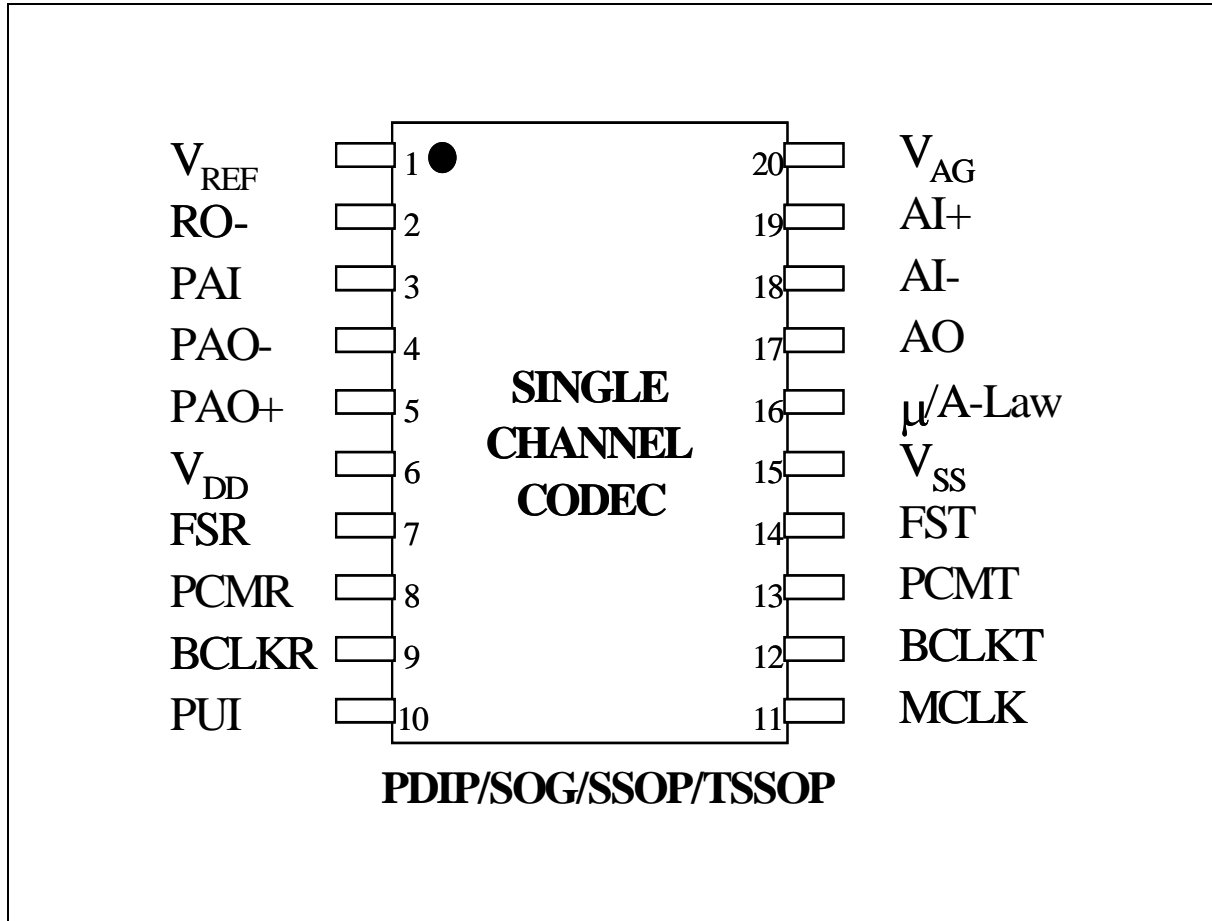 V_REF 1 20 V_AG
RO- 2 19 AI+
PAI 3 18 AI-
PAO- 4 17 AO
PAO+ 5 16 μ/A-Law
V_DD 6 15 V_SS
FSR 7 14 FST
PCMR 8 13 PCMT
BCLKR 9 12 BCLKT
PUI 10 11 MCLK
SINGLE
CHANNEL
CODEC
PDIP/SOG/SSOP/TSSOP